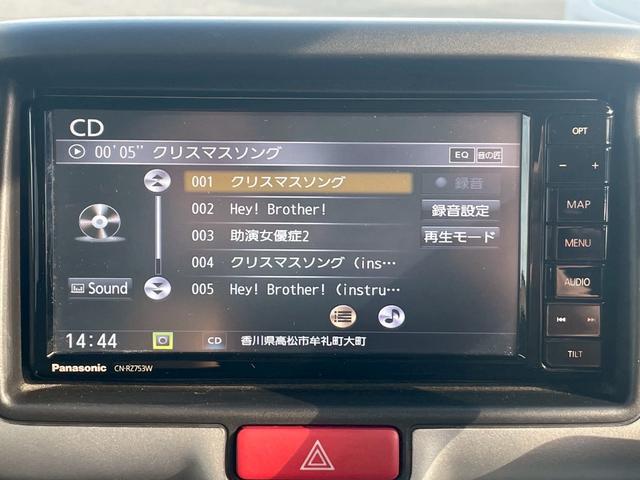 CD
OPT
00'05" クリスマスソング
EQ 音の匠
− +
001 クリスマスソング
録音
002 Hey! Brother!
録音設定
MAP
003 助演女優症2
再生モード
MENU
004 クリスマスソング (ins…
Sound
005 Hey! Brother! (instru…
AUDIO
14:44
CD
香川県高松市牟礼町大町
TILT
Panasonic CN-RZ753W